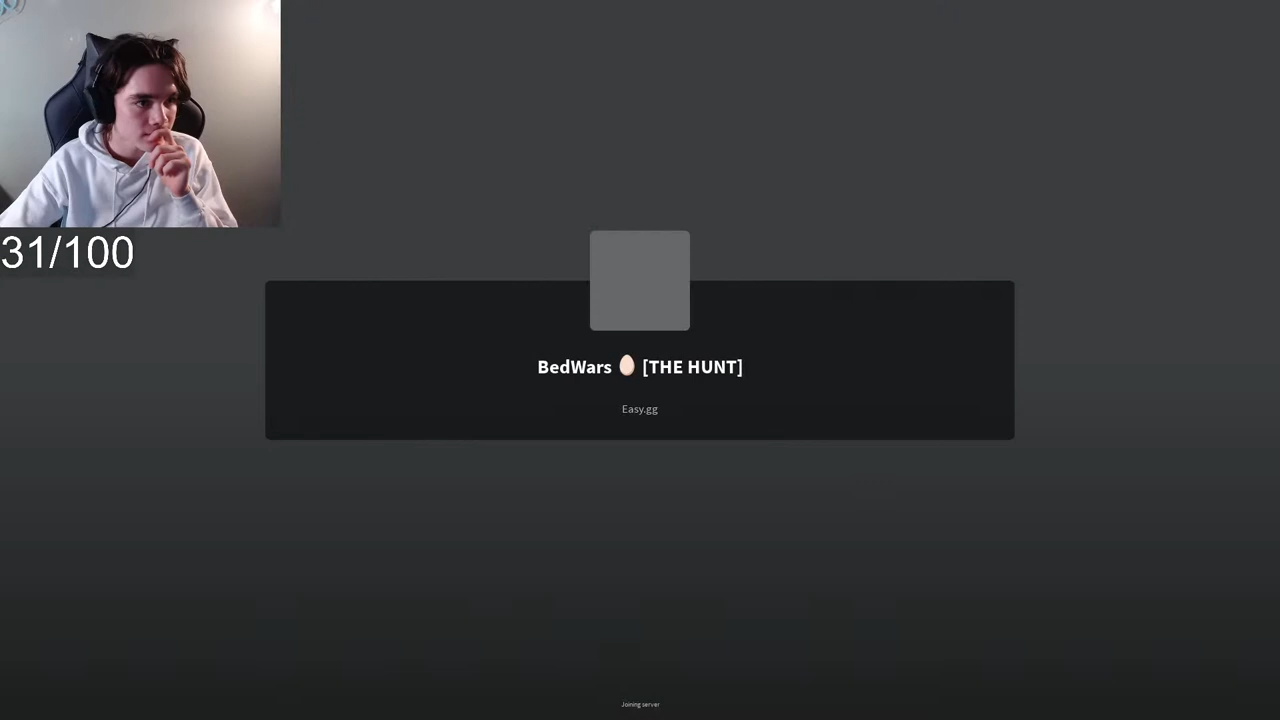 31/100
BedWars 🥚 [THE HUNT]
Easy.gg
Joining server